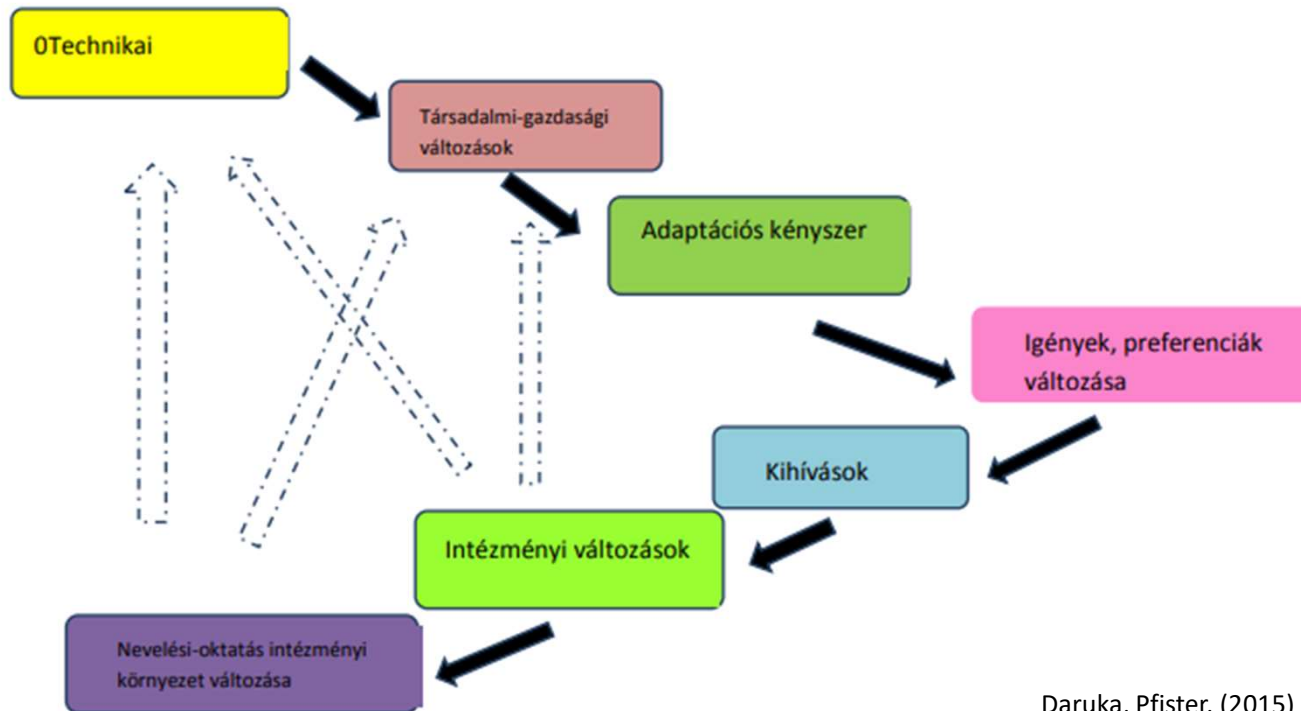 0Technikai
Társadalmi-gazdasági
változások
Adaptációs kényszer
Igények, preferenciák
változása
Kihívások
Intézményi változások
Nevelési-oktatás intézményi
környezet változása
Daruka, Pfister, (2015)